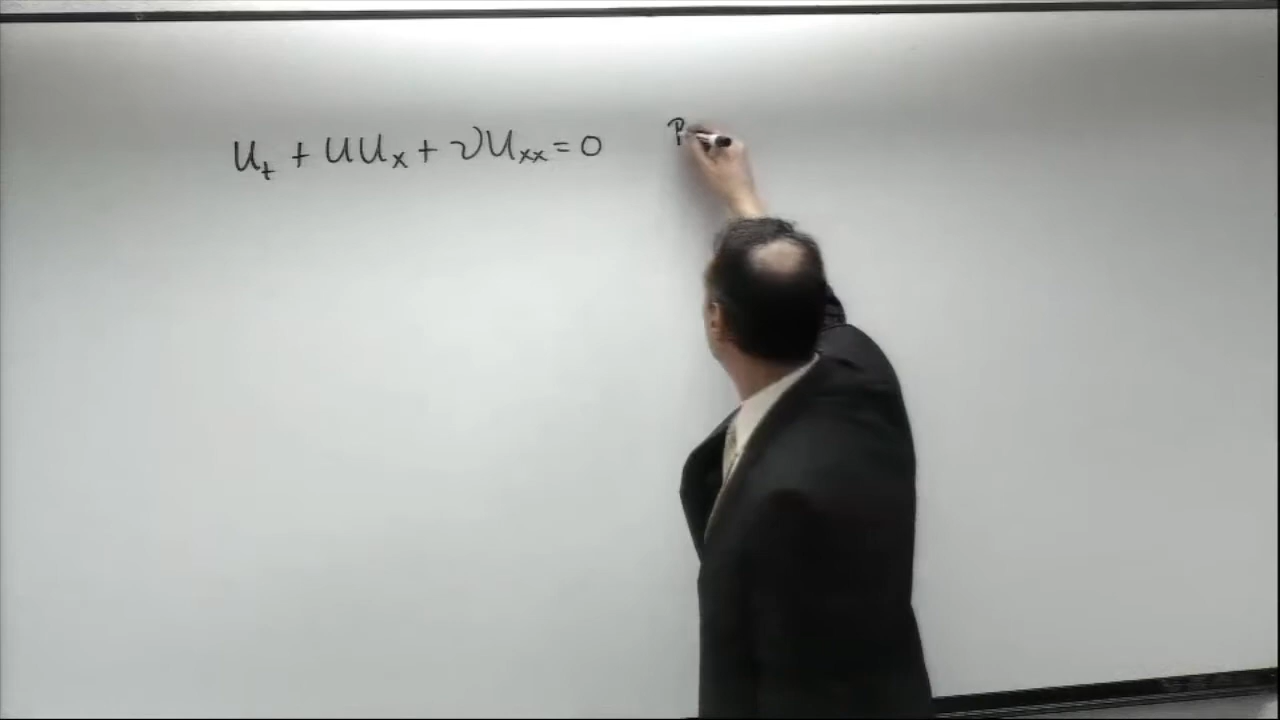 u_t + uu_x + νu_xx = 0 P